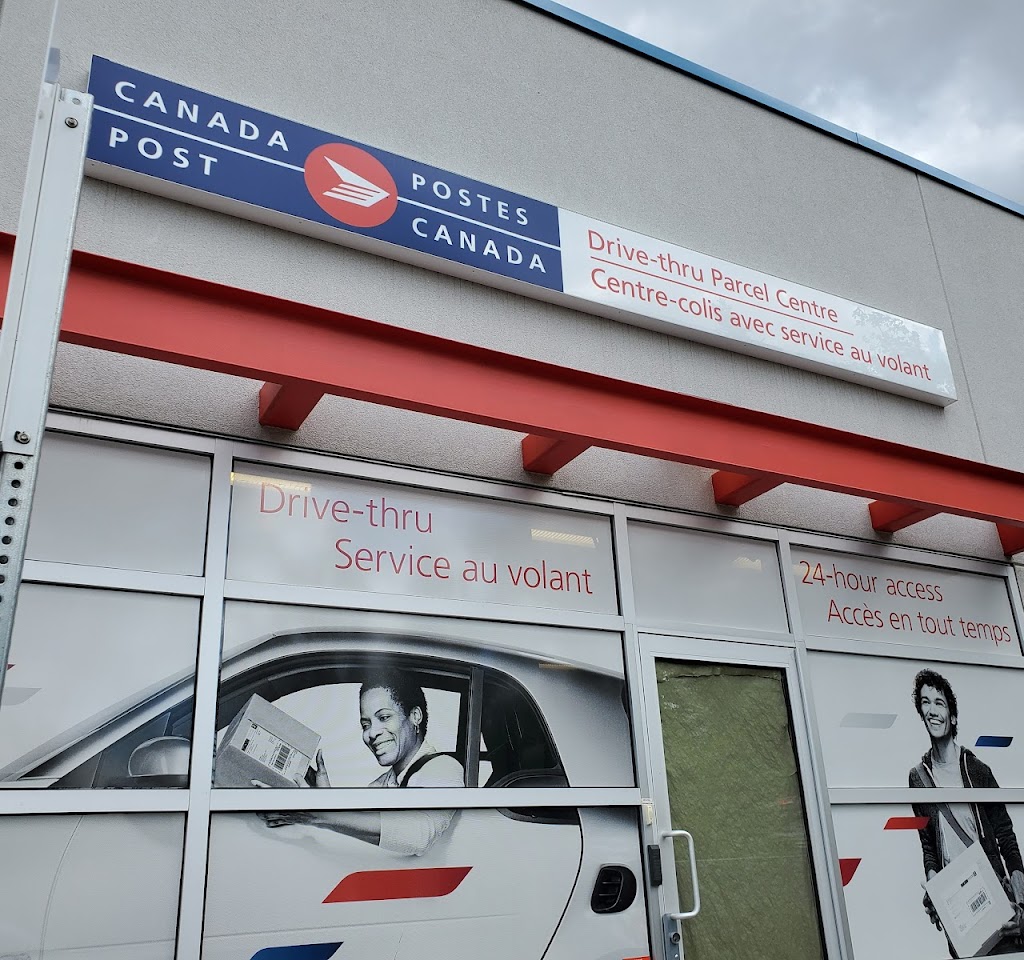 CANADA
POST
POSTES
CANADA
Drive-thru Parcel Centre
Centre-colis avec service au volant
Drive-thru
Service au volant
24-hour access
Accès en tout temps